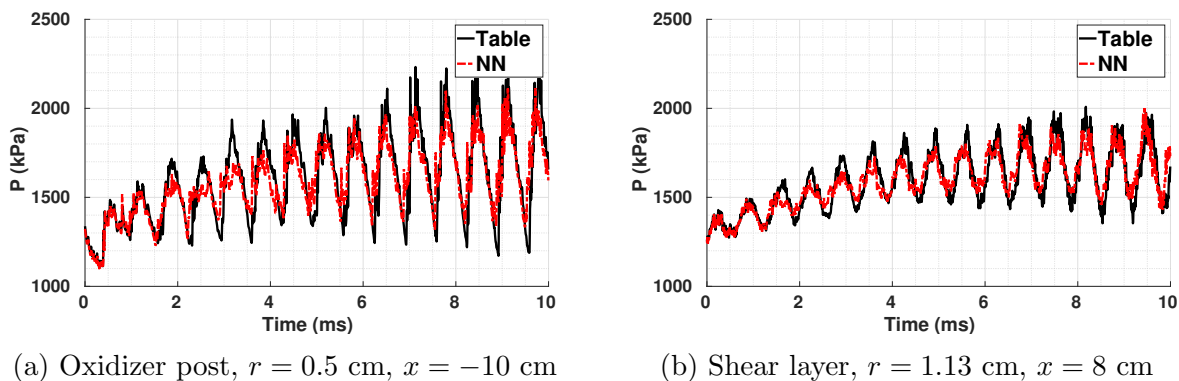 2500
2000
1500
1000
P (kPa)
0 2 4 6 8 10
Time (ms)
Table
NN
(a) Oxidizer post, r = 0.5 cm, x = −10 cm
2500
2000
1500
1000
P (kPa)
0 2 4 6 8 10
Time (ms)
Table
NN
(b) Shear layer, r = 1.13 cm, x = 8 cm